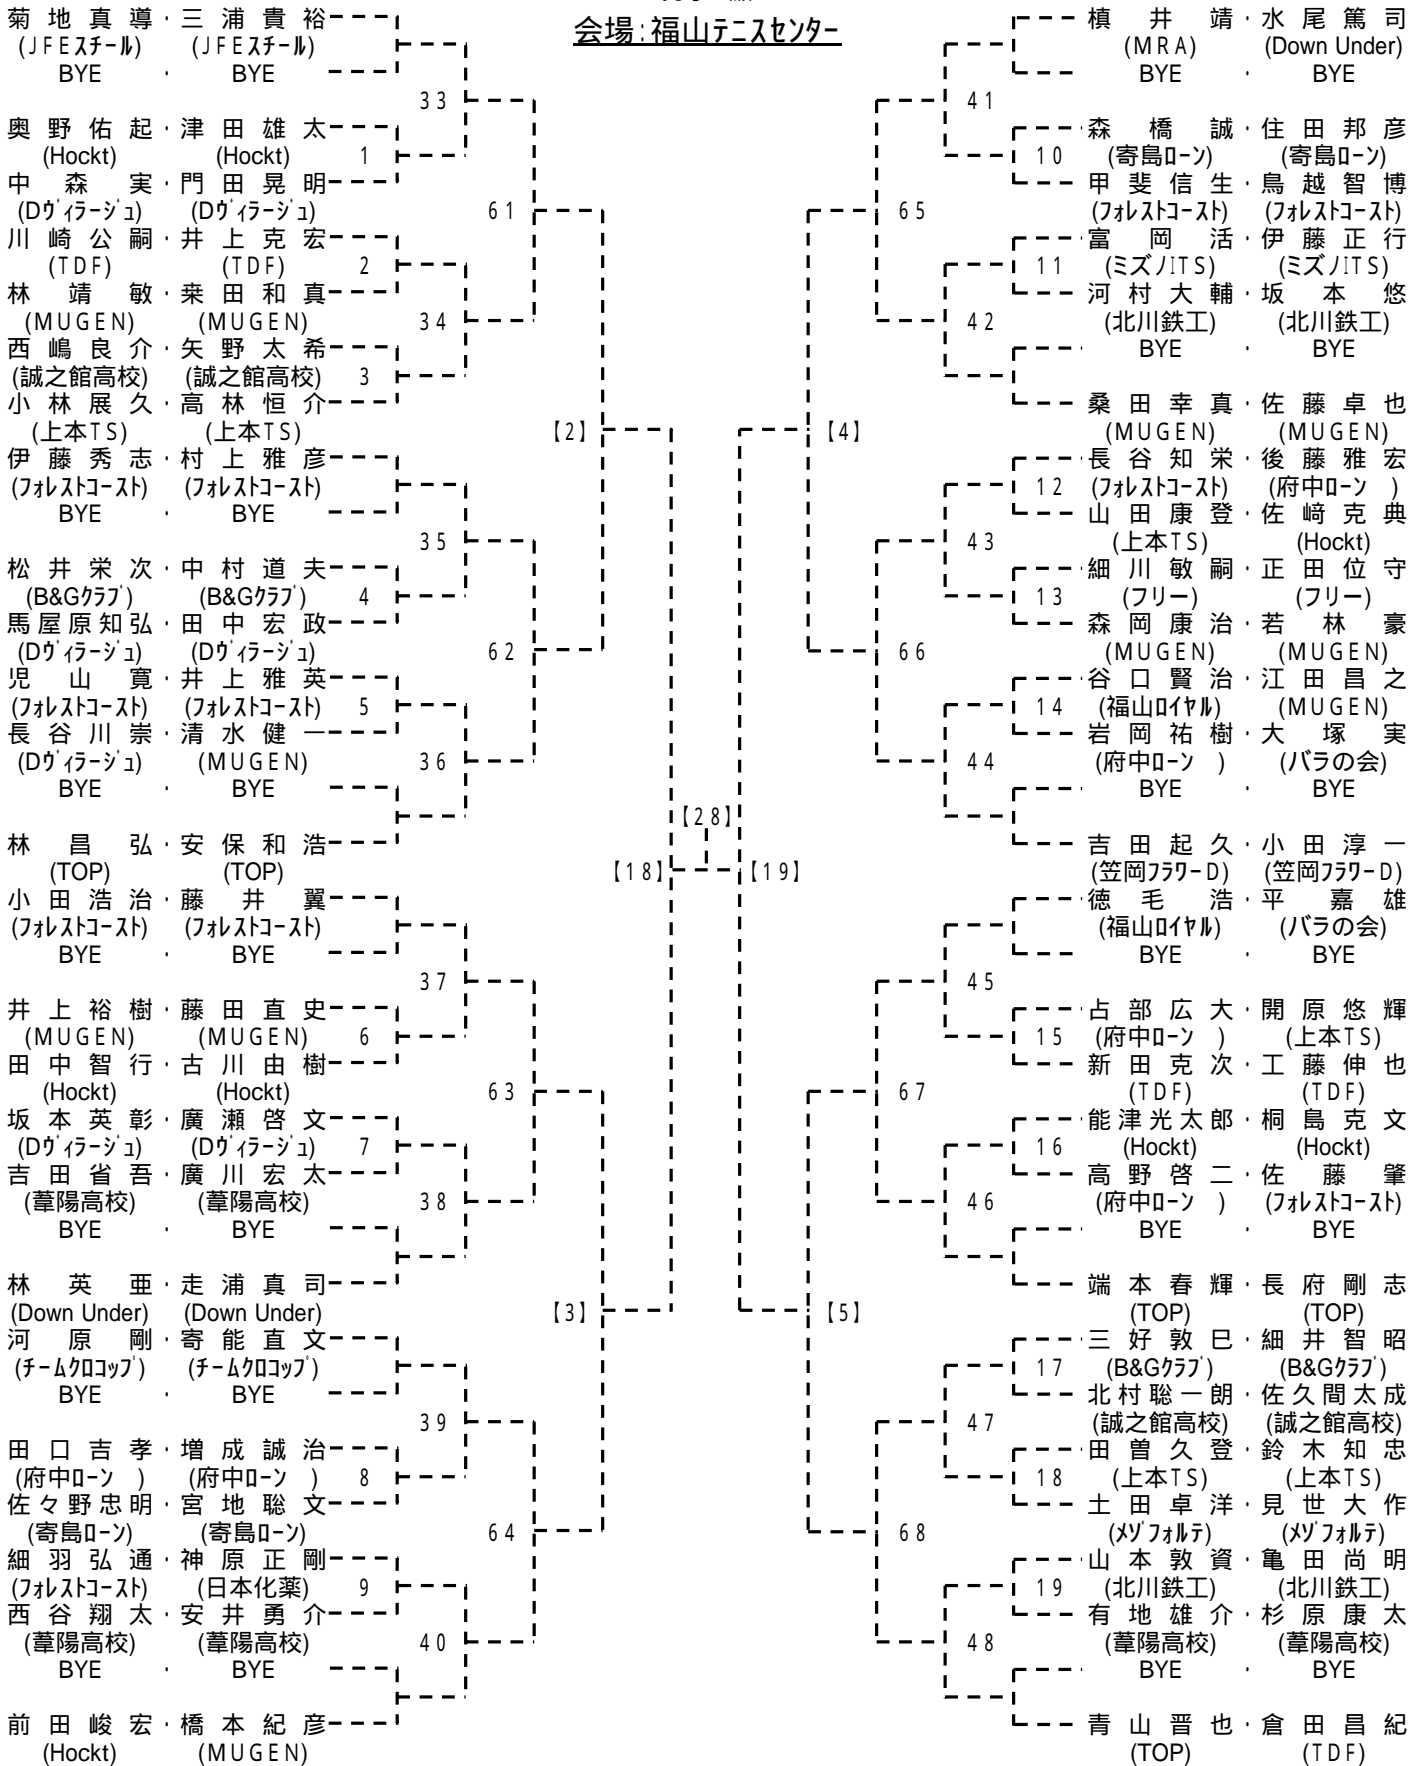 会場:福山テニスセンター
菊地真導・三浦貴裕
(JFEスチール) (JFEスチール)
BYE ・ BYE
33
奥野佑起・津田雄太
(Hockt) (Hockt) 1
中森実・門田晃明
(Dヴィラージュ) (Dヴィラージュ)
61
川崎公嗣・井上克宏
(TDF) (TDF) 2
林靖敏・桒田和真
(MUGEN) (MUGEN) 34
西嶋良介・矢野太希
(誠之館高校) (誠之館高校) 3
小林展久・高林恒介
(上本TS) (上本TS) 【2】
伊藤秀志・村上雅彦
(フォレストコースト) (フォレストコースト)
BYE ・ BYE
35
松井栄次・中村道夫
(B&Gクラブ) (B&Gクラブ) 4
馬屋原知弘・田中宏政
(Dヴィラージュ) (Dヴィラージュ) 62
児山寛・井上雅英
(フォレストコースト) (フォレストコースト) 5
長谷川崇・清水健一
(Dヴィラージュ) (MUGEN) 36
BYE ・ BYE
林昌弘・安保和浩
(TOP) (TOP)
【28】
【18】 【19】
小田浩治・藤井翼
(フォレストコースト) (フォレストコースト)
BYE ・ BYE
37
井上裕樹・藤田直史
(MUGEN) (MUGEN) 6
田中智行・古川由樹
(Hockt) (Hockt) 63
坂本英彰・廣瀬啓文
(Dヴィラージュ) (Dヴィラージュ) 7
吉田省吾・廣川宏太
(葦陽高校) (葦陽高校) 38
BYE ・ BYE
林英亜・走浦真司
(Down Under) (Down Under) 【3】
河原剛・寄能直文
(チームクロコップ) (チームクロコップ)
BYE ・ BYE
39
田口吉孝・増成誠治
(府中ローン ) (府中ローン ) 8
佐々野忠明・宮地聡文
(寄島ローン) (寄島ローン) 64
細羽弘通・神原正剛
(フォレストコースト) (日本化薬) 9
西谷翔太・安井勇介
(葦陽高校) (葦陽高校) 40
BYE ・ BYE
前田峻宏・橋本紀彦
(Hockt) (MUGEN)
槙井靖・水尾篤司
(MRA) (Down Under)
BYE ・ BYE
41
森橋誠・住田邦彦
10 (寄島ローン) (寄島ローン)
甲斐信生・鳥越智博
65 (フォレストコースト) (フォレストコースト)
富岡活・伊藤正行
11 (ミズノITS) (ミズノITS)
河村大輔・坂本悠
42 (北川鉄工) (北川鉄工)
BYE ・ BYE
桑田幸真・佐藤卓也
【4】 (MUGEN) (MUGEN)
長谷知栄・後藤雅宏
12 (フォレストコースト) (府中ローン )
山田康登・佐﨑克典
43 (上本TS) (Hockt)
細川敏嗣・正田位守
13 (フリー) (フリー)
森岡康治・若林豪
66 (MUGEN) (MUGEN)
谷口賢治・江田昌之
14 (福山ロイヤル) (MUGEN)
岩岡祐樹・大塚実
44 (府中ローン ) (バラの会)
BYE ・ BYE
吉田起久・小田淳一
(笠岡フラワーD) (笠岡フラワーD)
徳毛浩・平嘉雄
(福山ロイヤル) (バラの会)
BYE ・ BYE
45
占部広大・開原悠輝
15 (府中ローン ) (上本TS)
新田克次・工藤伸也
67 (TDF) (TDF)
能津光太郎・桐島克文
16 (Hockt) (Hockt)
高野啓二・佐藤肇
46 (府中ローン ) (フォレストコースト)
BYE ・ BYE
端本春輝・長府剛志
【5】 (TOP) (TOP)
三好敦巳・細井智昭
17 (B&Gクラブ) (B&Gクラブ)
北村聡一朗・佐久間太成
47 (誠之館高校) (誠之館高校)
田曽久登・鈴木知忠
18 (上本TS) (上本TS)
土田卓洋・見世大作
68 (メゾフォルテ) (メゾフォルテ)
山本敦資・亀田尚明
19 (北川鉄工) (北川鉄工)
有地雄介・杉原康太
48 (葦陽高校) (葦陽高校)
BYE ・ BYE
青山晋也・倉田昌紀
(TOP) (TDF)